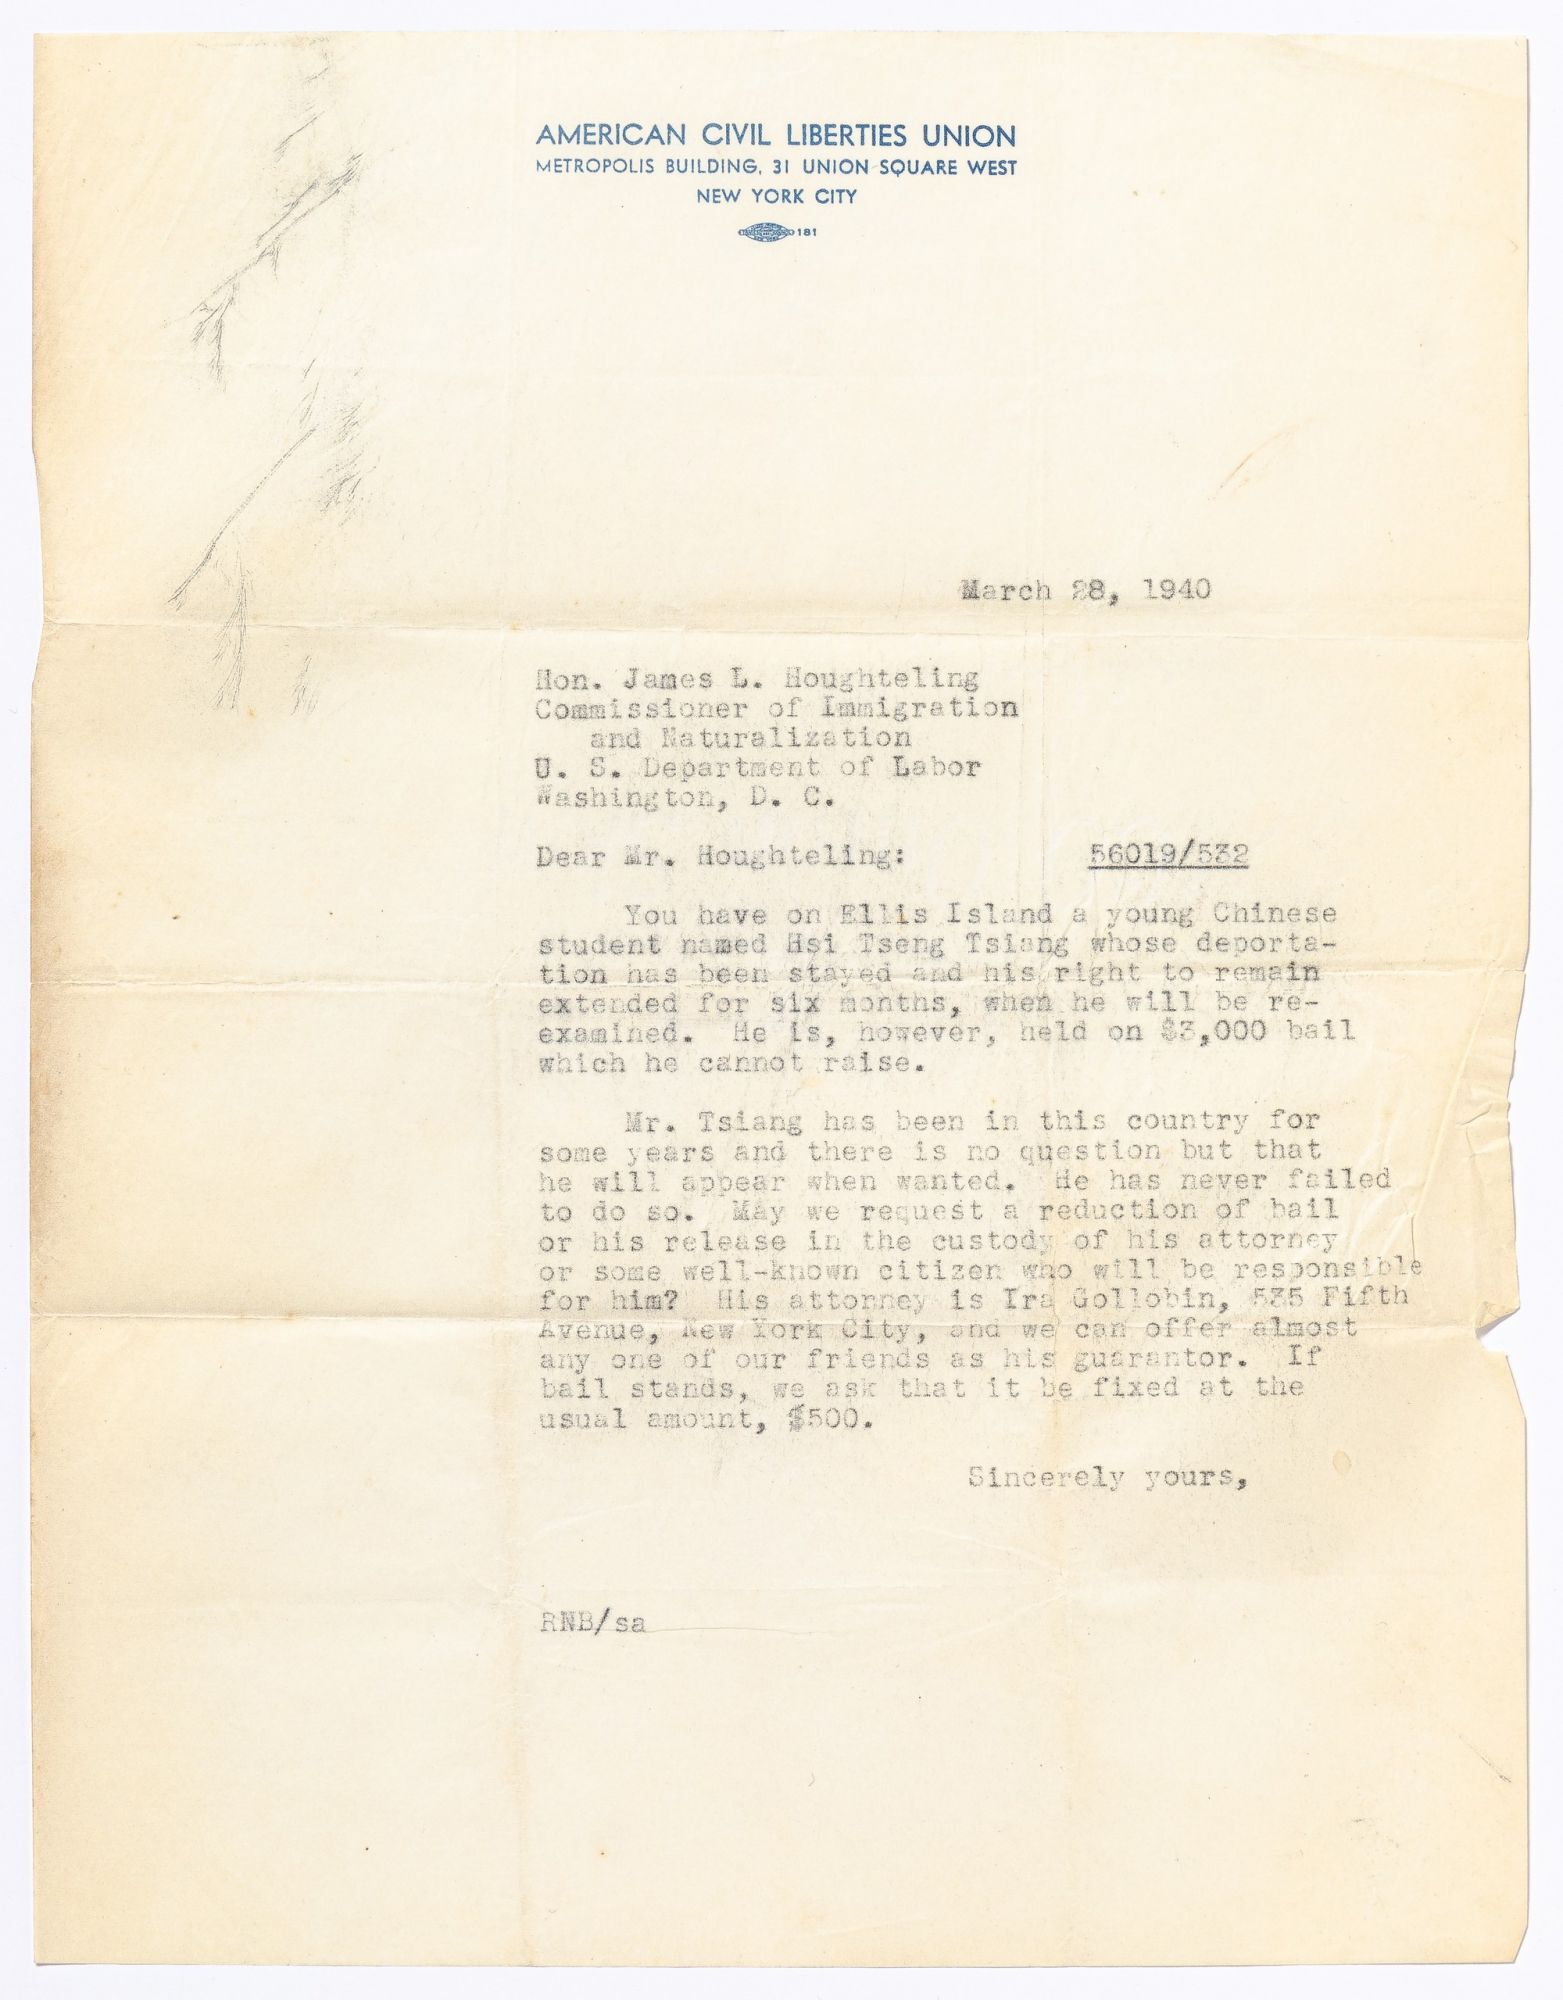 AMERICAN CIVIL LIBERTIES UNION
METROPOLIS BUILDING, 31 UNION SQUARE WEST
NEW YORK CITY
181
March 28, 1940
Hon. James L. Houghteling
Commissioner of Immigration
and Naturalization
U. S. Department of Labor
Washington, D. C.
Dear Mr. Houghteling: 56019/532
You have on Ellis Island a young Chinese
student named Hsi Tseng Tsiang whose deporta-
tion has been stayed and his right to remain
extended for six months, when he will be re-
examined. He is, however, held on $3,000 bail
which he cannot raise.
Mr. Tsiang has been in this country for
some years and there is no question but that
he will appear when wanted. He has never failed
to do so. May we request a reduction of bail
or his release in the custody of his attorney
or some well-known citizen who will be responsible
for him? His attorney is Ira Gollobin, 535 Fifth
Avenue, New York City, and we can offer almost
any one of our friends as his guarantor. If
bail stands, we ask that it be fixed at the
usual amount, $500.
Sincerely yours,
RNB/sa